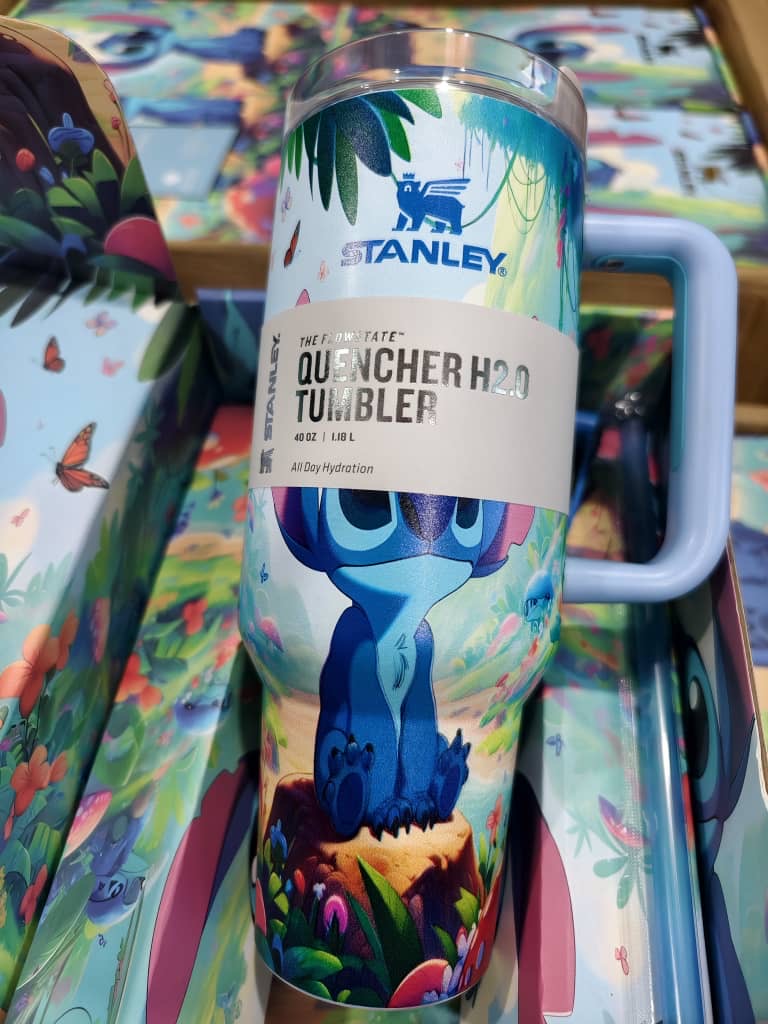 STANLEY®
THE FLOWSTATE™
QUENCHER H2.0
TUMBLER
40 OZ | 1.18 L
All Day Hydration
STANLEY